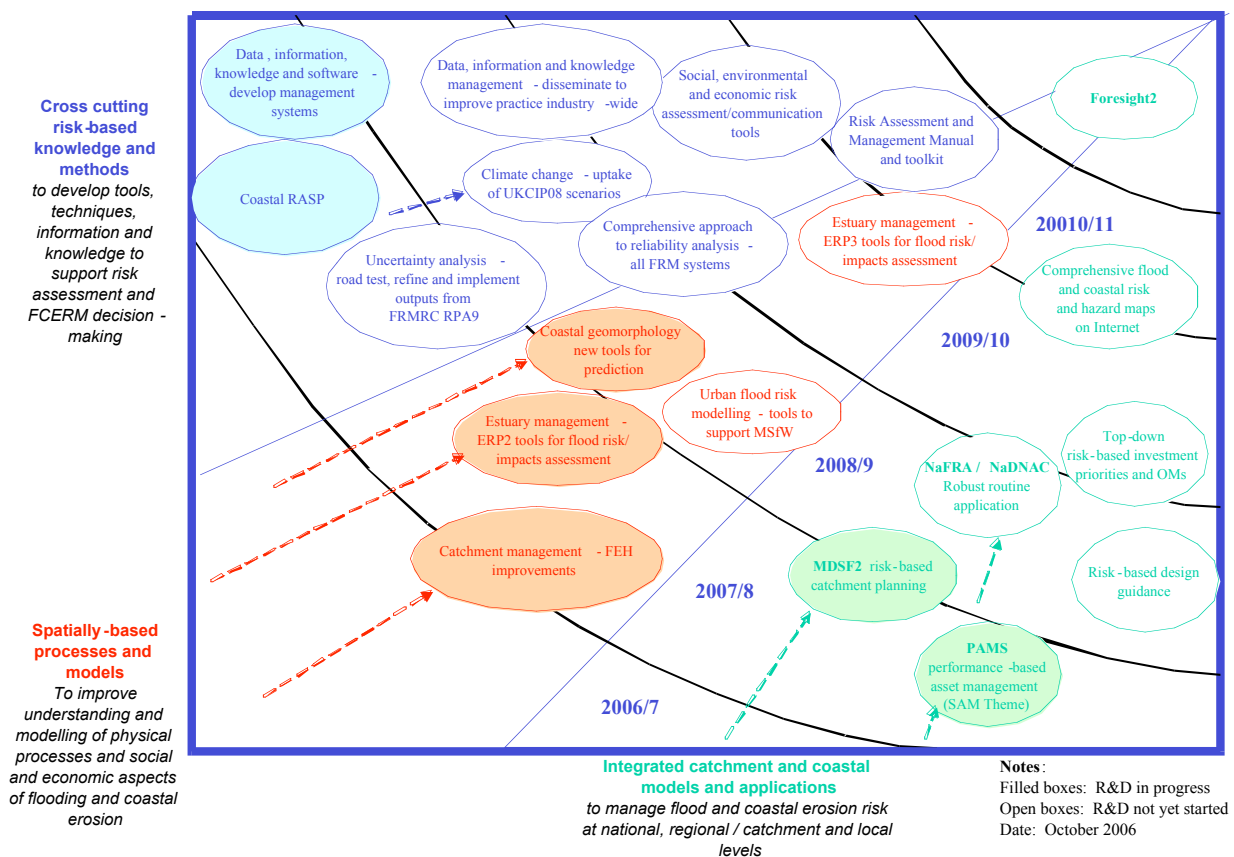 Cross cutting
risk-based
knowledge and
methods
to develop tools,
techniques,
information and
knowledge to
support risk
assessment and
FCERM decision -
making
Spatially -based
processes and
models
To improve
understanding and
modelling of physical
processes and social
and economic aspects
of flooding and coastal
erosion
Data , information,
knowledge and software -
develop management
systems
Data, information and knowledge
management - disseminate to
improve practice industry -wide
Social, environmental
and economic risk
assessment/communication
tools
Risk Assessment and
Management Manual
and toolkit
Foresight2
Coastal RASP
Climate change - uptake
of UKCIP08 scenarios
Uncertainty analysis -
road test, refine and implement
outputs from
FRMRC RPA9
Comprehensive approach
to reliability analysis -
all FRM systems
Estuary management -
ERP3 tools for flood risk/
impacts assessment
20010/11
Comprehensive flood
and coastal risk
and hazard maps
on Internet
2009/10
Coastal geomorphology
new tools for
prediction
Urban flood risk
modelling - tools to
support MSfW
Estuary management -
ERP2 tools for flood risk/
impacts assessment
2008/9
NaFRA / NaDNAC
Robust routine
application
Top-down
risk-based investment
priorities and OMs
Catchment management - FEH
improvements
2007/8
MDSF2 risk-based
catchment planning
Risk-based design
guidance
PAMS
performance -based
asset management
(SAM Theme)
2006/7
Integrated catchment and coastal
models and applications
to manage flood and coastal erosion risk
at national, regional / catchment and local
levels
Notes:
Filled boxes: R&D in progress
Open boxes: R&D not yet started
Date: October 2006